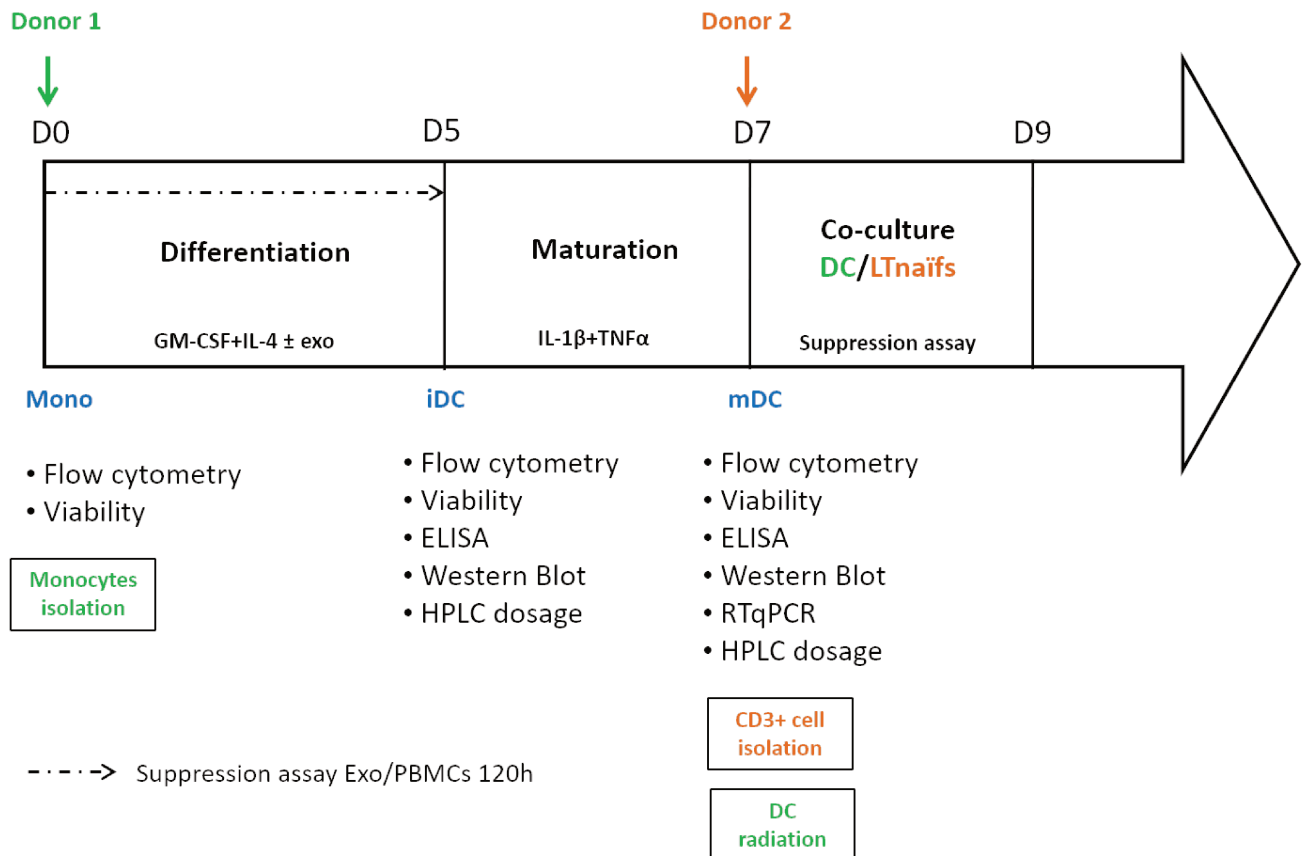 Donor 1
Donor 2
D0
D5
D7
D9
Differentiation
GM-CSF+IL-4 ± exo
Maturation
IL-1β+TNFα
Co-culture
DC/LTnaïfs
Suppression assay
Mono
• Flow cytometry
• Viability
Monocytes
isolation
iDC
• Flow cytometry
• Viability
• ELISA
• Western Blot
• HPLC dosage
mDC
• Flow cytometry
• Viability
• ELISA
• Western Blot
• RTqPCR
• HPLC dosage
CD3+ cell
isolation
DC
radiation
Suppression assay Exo/PBMCs 120h